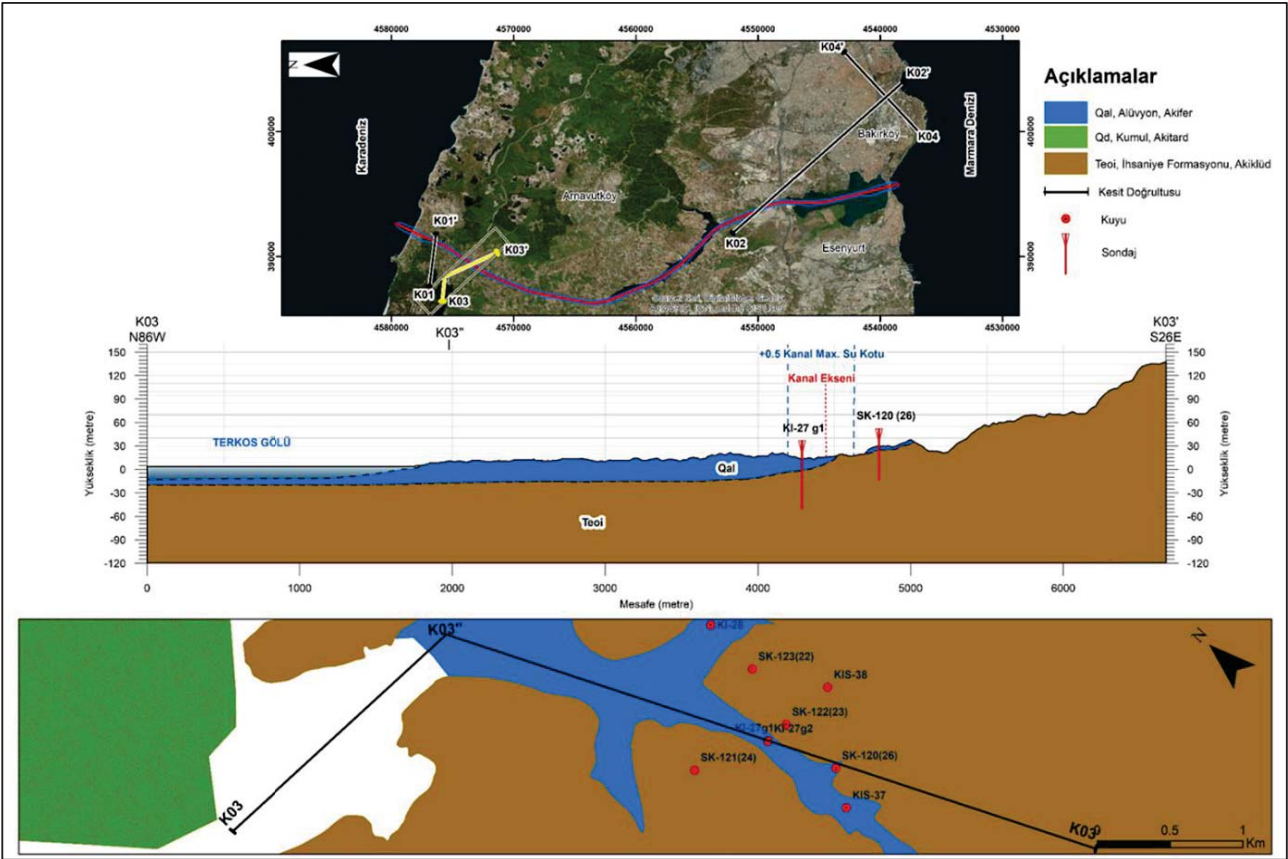 4580000
4570000
4560000
4550000
4540000
4530000
N
Karadeniz
Marmara Denizi
400000
390000
400000
390000
K04'
K02'
K04
Bakırköy
Arnavutköy
K01'
K03'
K02
Esenyurt
K01
K03
4580000
4570000
4560000
4550000
4540000
4530000
Açıklamalar
Qal, Alüvyon, Akifer
Qd, Kumul, Akitard
Teoi, İhsaniye Formasyonu, Akiklüd
Kesit Doğrultusu
Kuyu
Sondaj
K03
N86W
K03"
K03'
S26E
+0.5 Kanal Max. Su Kotu
Kanal Ekseni
KI-27 g1
SK-120 (26)
TERKOS GÖLÜ
Qal
Teoi
Yükseklik (metre)
150
120
90
60
30
0
-30
-60
-90
-120
Yükseklik (metre)
150
120
90
60
30
0
-30
-60
-90
-120
0
1000
2000
3000
4000
5000
6000
Mesafe (metre)
K03"
KI-28
SK-123(22)
KIS-38
SK-122(23)
KI-27g1KI-27g2
SK-121(24)
SK-120(26)
KIS-37
K03
K03
N
0
0.5
1
Km